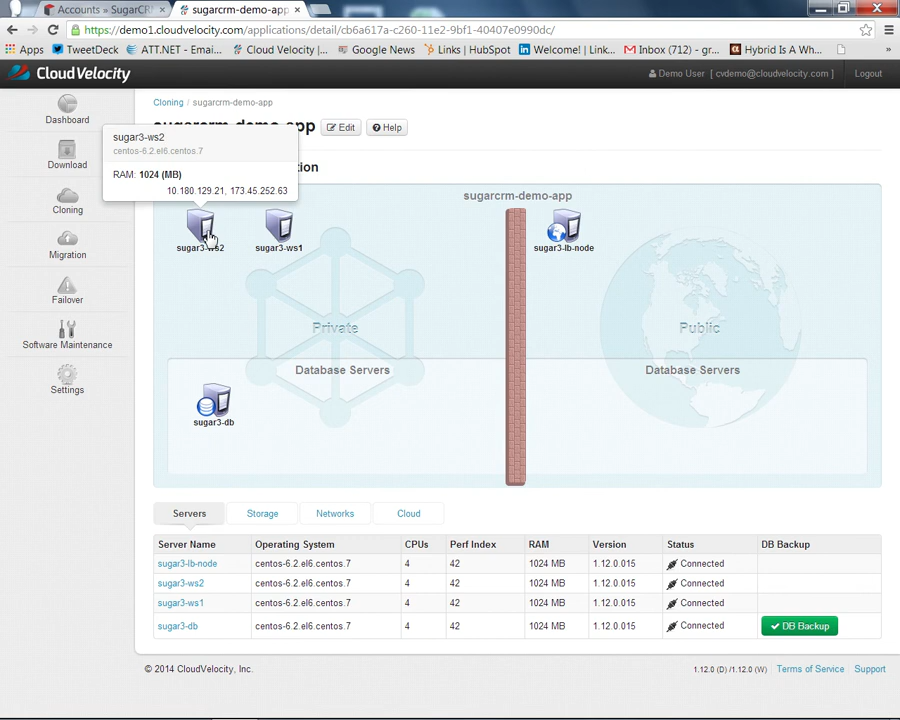 Accounts » SugarCR
sugarcrm-demo-app
https://demo1.cloudvelocity.com/applications/detail/cb6a617a-c260-11e2-9bf1-40407e0990dc/
Apps TweetDeck ATT.NET - Emai... Cloud Velocity |... Google News Links | HubSpot Welcome! | Link... Inbox (712) - gr... Hybrid Is A Wh...
CloudVelocity Demo User [ cvdemo@cloudvelocity.com ] Logout
Dashboard
Download
Cloning
Migration
Failover
Software Maintenance
Settings
Cloning / sugarcrm-demo-app
sugarcrm-demo-app Edit Help
sugar3-ws2
centos-6.2.el6.centos.7
RAM: 1024 (MB)
10.180.129.21, 173.45.252.63
sugarcrm-demo-app
sugar3-ws2 sugar3-ws1 sugar3-lb-node
Private Public
Database Servers Database Servers
sugar3-db
Servers Storage Networks Cloud
Server Name Operating System CPUs Perf Index RAM Version Status DB Backup
sugar3-lb-node centos-6.2.el6.centos.7 4 42 1024 MB 1.12.0.015 Connected
sugar3-ws2 centos-6.2.el6.centos.7 4 42 1024 MB 1.12.0.015 Connected
sugar3-ws1 centos-6.2.el6.centos.7 4 42 1024 MB 1.12.0.015 Connected
sugar3-db centos-6.2.el6.centos.7 4 42 1024 MB 1.12.0.015 Connected DB Backup
© 2014 CloudVelocity, Inc. 1.12.0 (D) /1.12.0 (W) Terms of Service Support